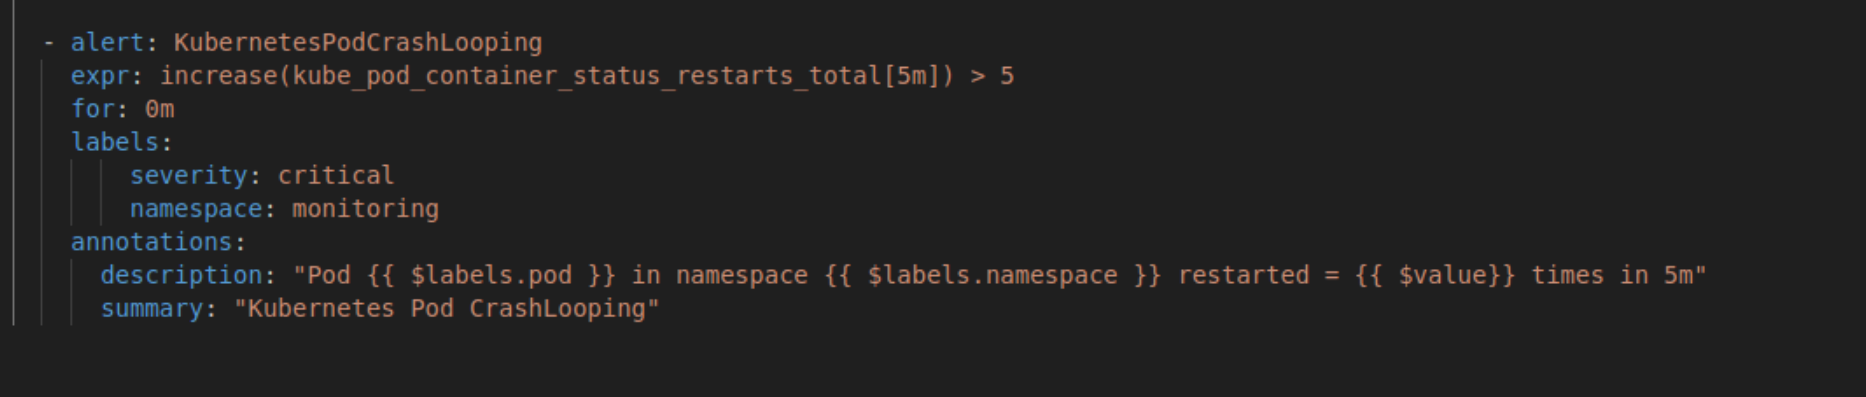 - alert: KubernetesPodCrashLooping
expr: increase(kube_pod_container_status_restarts_total[5m]) > 5
for: 0m
labels:
severity: critical
namespace: monitoring
annotations:
description: "Pod {{ $labels.pod }} in namespace {{ $labels.namespace }} restarted = {{ $value}} times in 5m"
summary: "Kubernetes Pod CrashLooping"